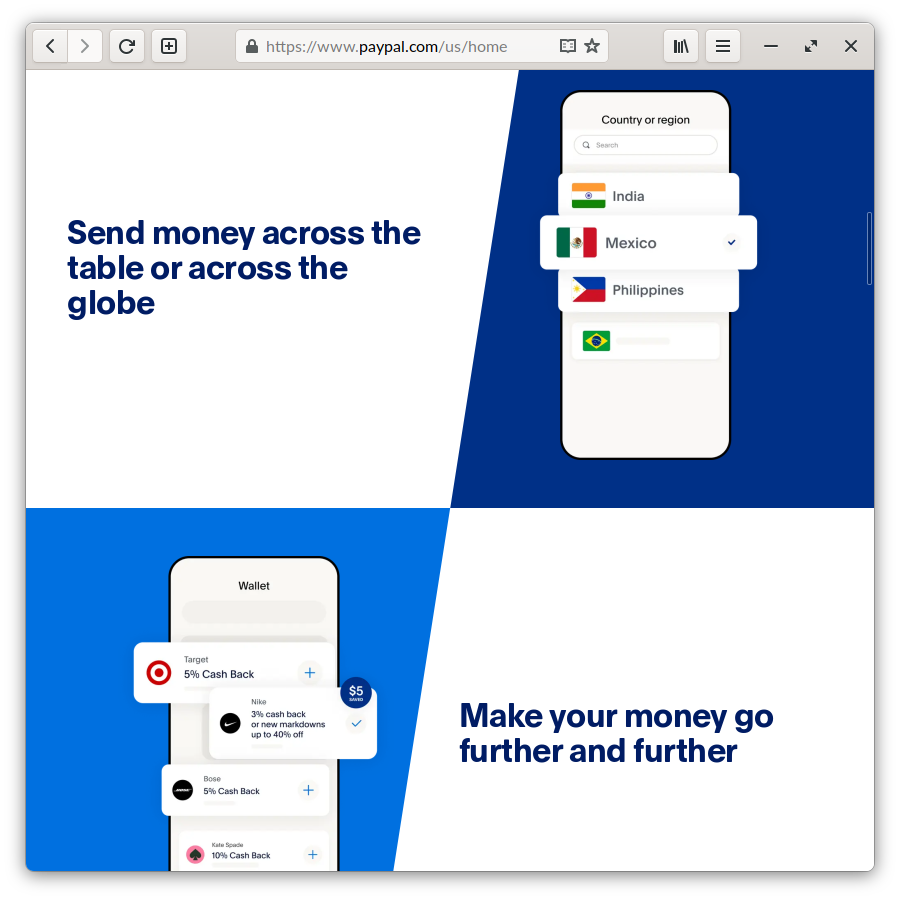 https://www.paypal.com/us/home
Country or region
Search
India
Mexico
Philippines
Send money across the
table or across the
globe
Wallet
Target
5% Cash Back
$5
SAVED
Nike
3% cash back
or new markdowns
up to 40% off
Bose
5% Cash Back
Kate Spade
10% Cash Back
Make your money go
further and further